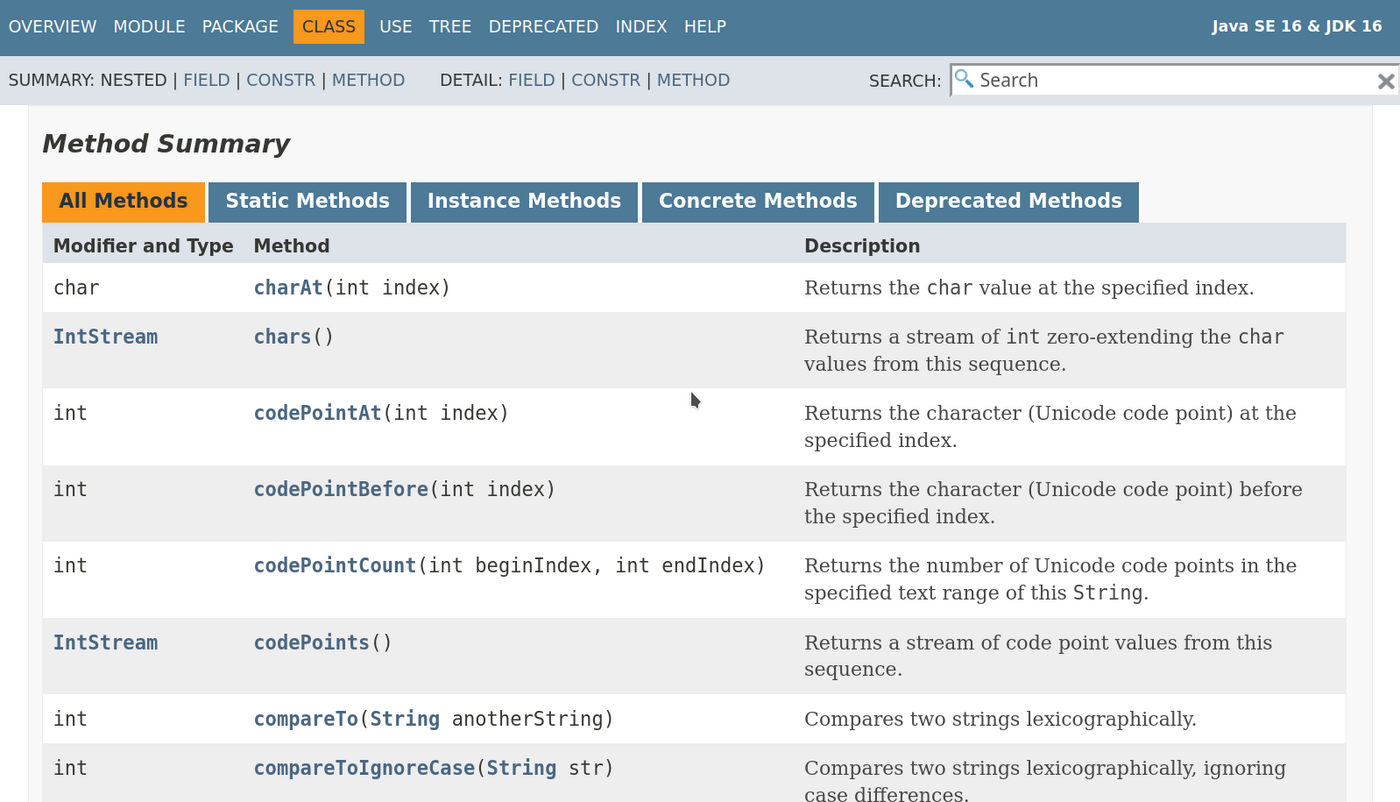 OVERVIEW MODULE PACKAGE CLASS USE TREE DEPRECATED INDEX HELP Java SE 16 & JDK 16
SUMMARY: NESTED | FIELD | CONSTR | METHOD DETAIL: FIELD | CONSTR | METHOD SEARCH: Search
Method Summary
All Methods Static Methods Instance Methods Concrete Methods Deprecated Methods
Modifier and Type Method Description
char charAt(int index) Returns the char value at the specified index.
IntStream chars() Returns a stream of int zero-extending the char
values from this sequence.
int codePointAt(int index) Returns the character (Unicode code point) at the
specified index.
int codePointBefore(int index) Returns the character (Unicode code point) before
the specified index.
int codePointCount(int beginIndex, int endIndex) Returns the number of Unicode code points in the
specified text range of this String.
IntStream codePoints() Returns a stream of code point values from this
sequence.
int compareTo(String anotherString) Compares two strings lexicographically.
int compareToIgnoreCase(String str) Compares two strings lexicographically, ignoring
case differences.